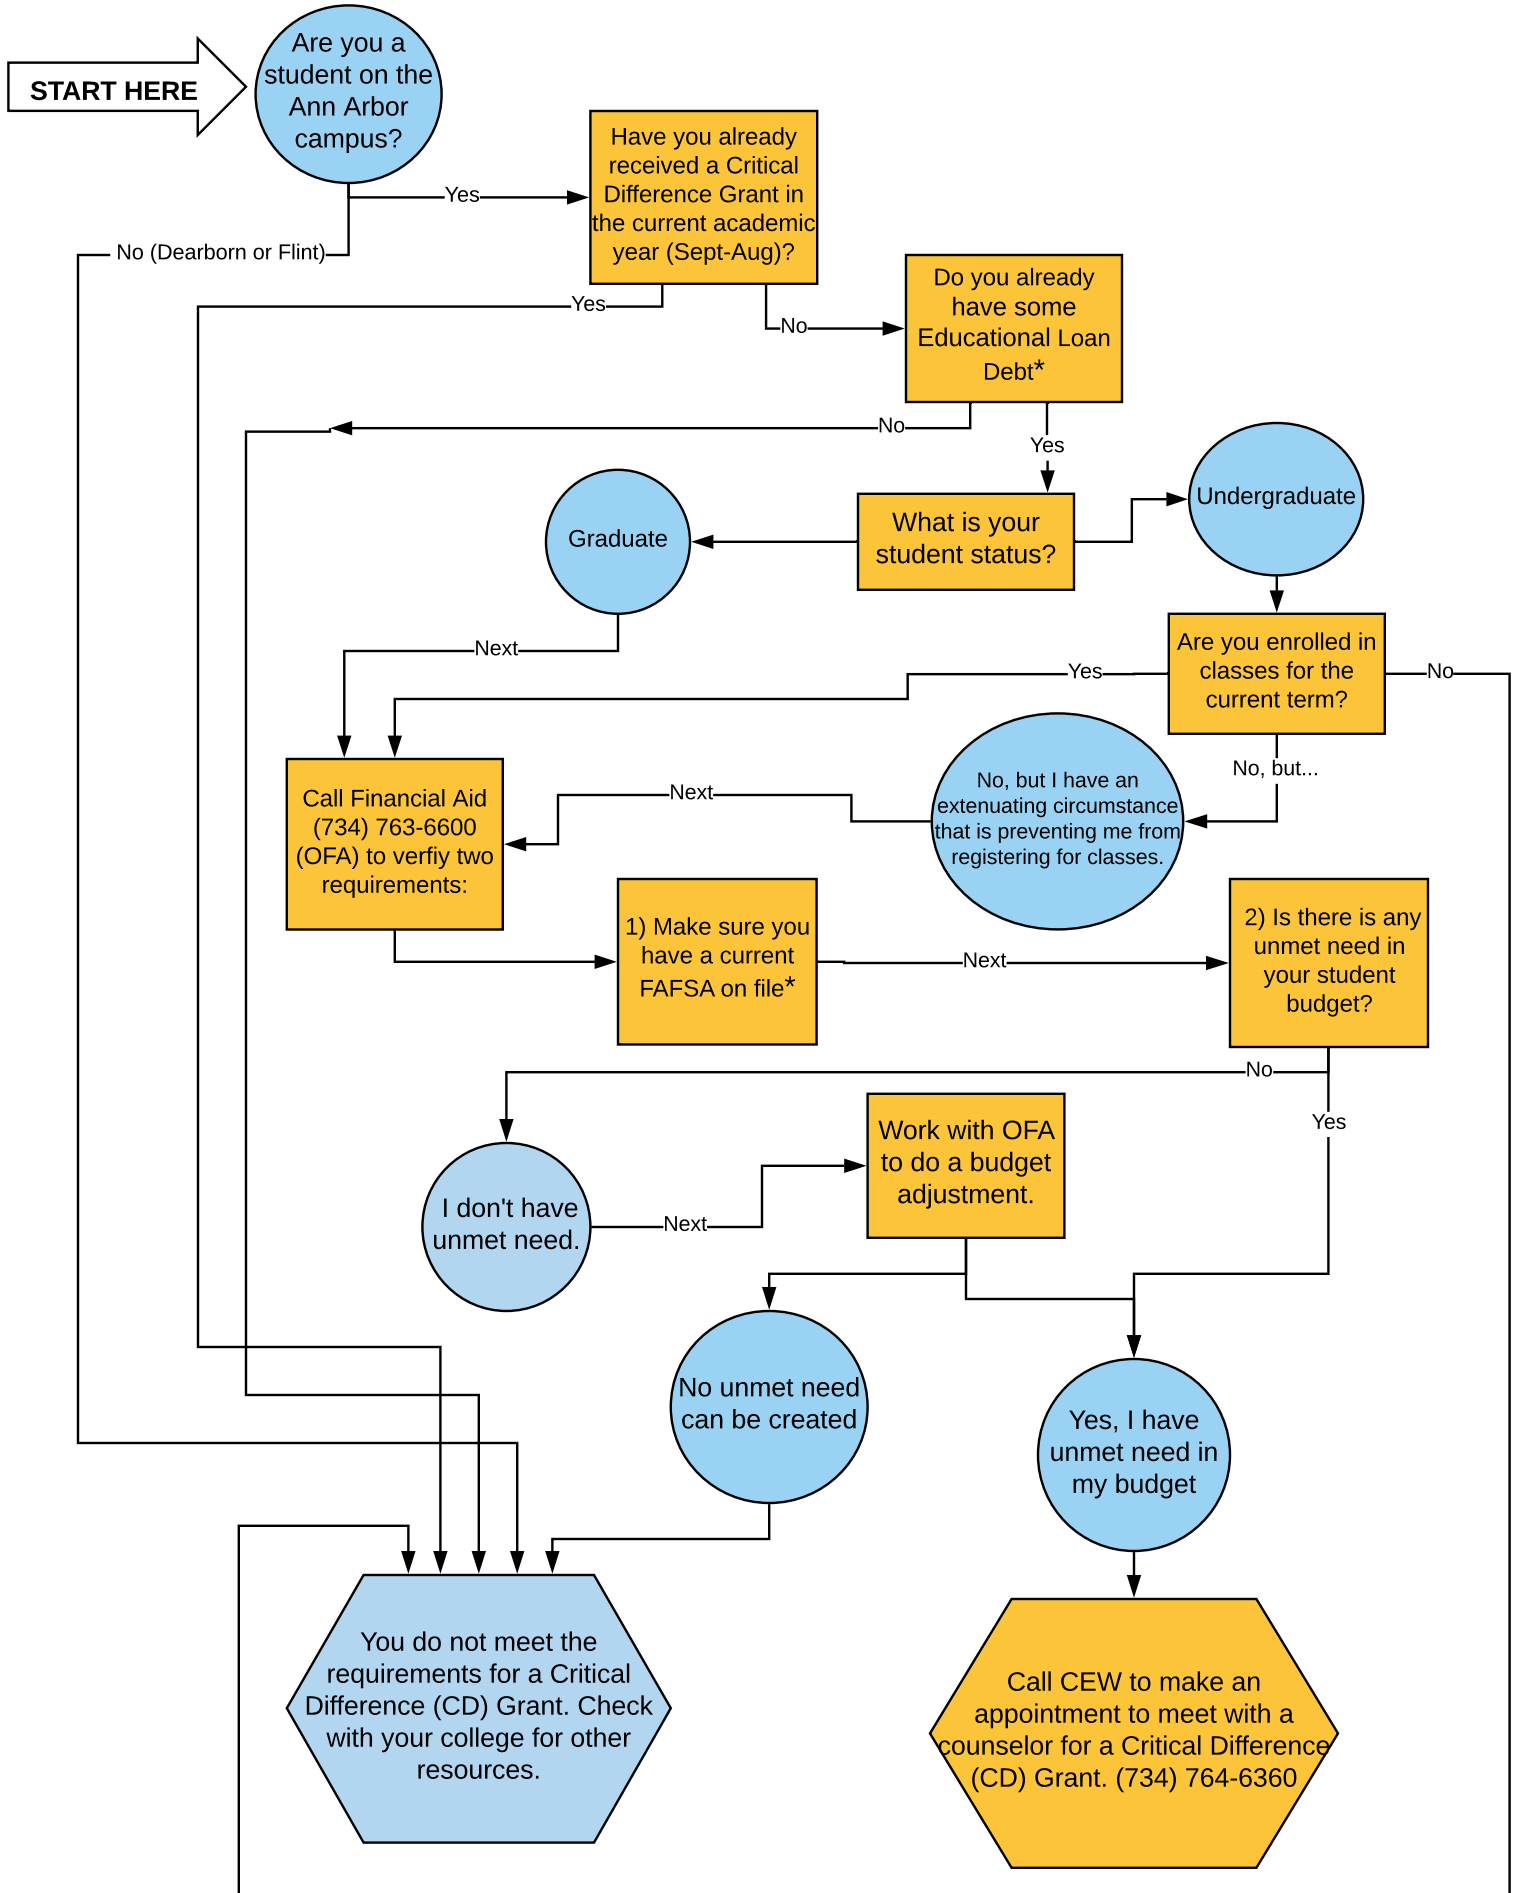 START HERE
Are you a
student on the
Ann Arbor
campus?
Yes
No (Dearborn or Flint)
Have you already
received a Critical
Difference Grant in
the current academic
year (Sept-Aug)?
Yes
No
Do you already
have some
Educational Loan
Debt*
No
Yes
What is your
student status?
Graduate
Undergraduate
Next
Are you enrolled in
classes for the
current term?
Yes
No
No, but...
No, but I have an
extenuating circumstance
that is preventing me from
registering for classes.
Next
Call Financial Aid
(734) 763-6600
(OFA) to verfiy two
requirements:
1) Make sure you
have a current
FAFSA on file*
Next
2) Is there is any
unmet need in
your student
budget?
No
Yes
I don't have
unmet need.
Next
Work with OFA
to do a budget
adjustment.
No unmet need
can be created
Yes, I have
unmet need in
my budget
You do not meet the
requirements for a Critical
Difference (CD) Grant. Check
with your college for other
resources.
Call CEW to make an
appointment to meet with a
counselor for a Critical Difference
(CD) Grant. (734) 764-6360